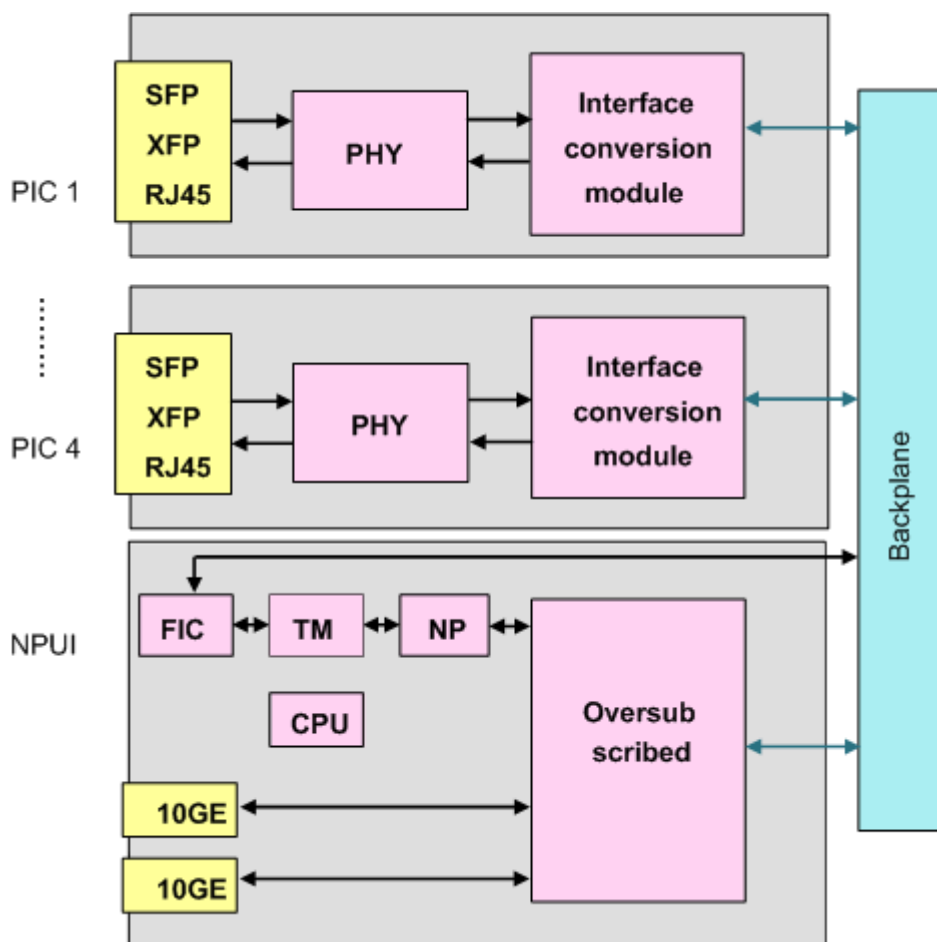 SFP
XFP
RJ45
PHY
Interface
conversion
module
PIC 1
SFP
XFP
RJ45
PHY
Interface
conversion
module
PIC 4
Backplane
NPUI
FIC
TM
NP
CPU
Oversub
scribed
10GE
10GE